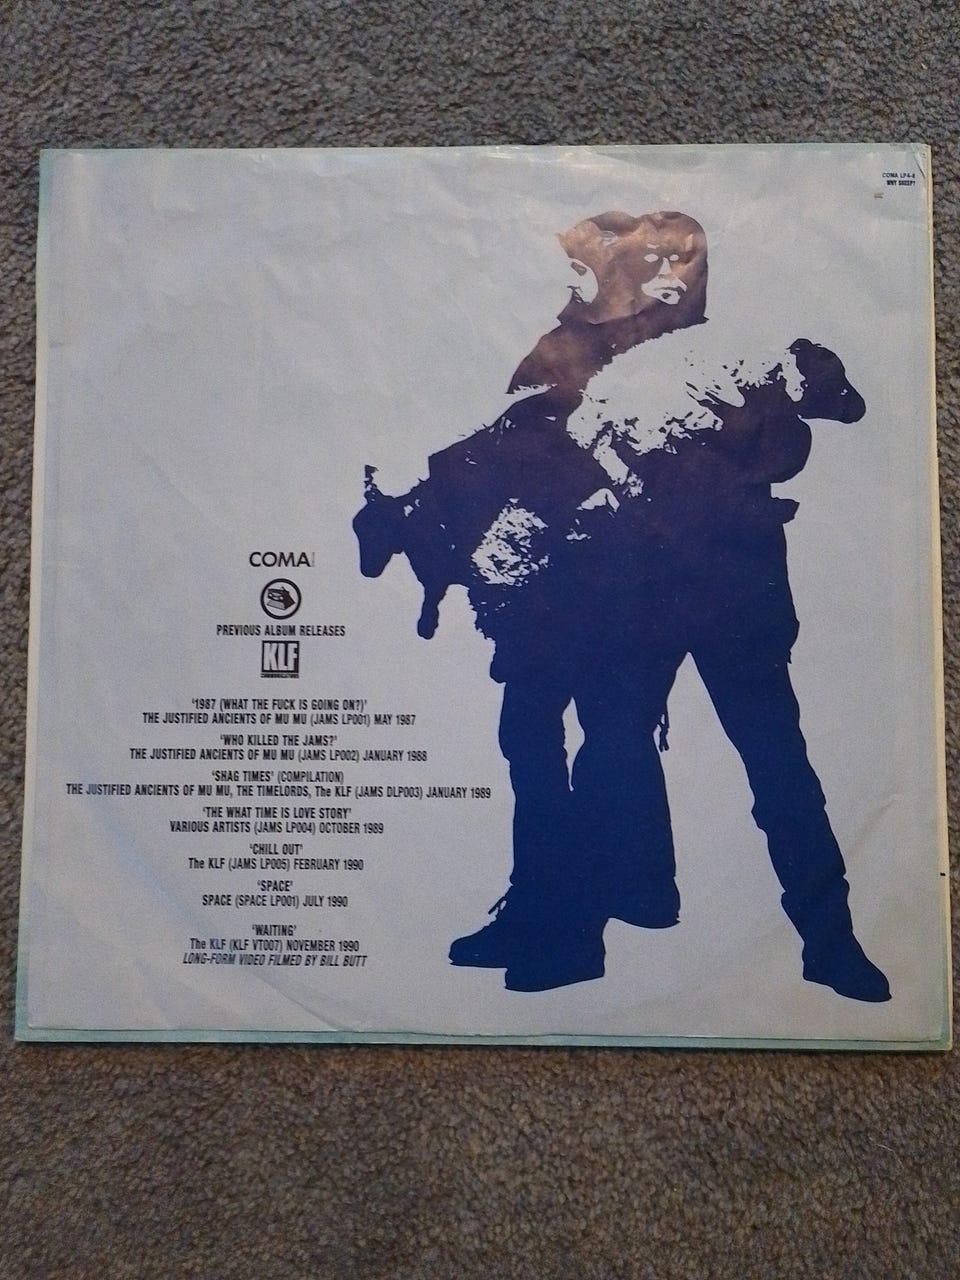 COMA LP4-8
WHY SHEEP?
COMA
PREVIOUS ALBUM RELEASES
KLF
COMMUNICATIONS
'1987 (WHAT THE FUCK IS GOING ON?)'
THE JUSTIFIED ANCIENTS OF MU MU (JAMS LP001) MAY 1987
'WHO KILLED THE JAMS?'
THE JUSTIFIED ANCIENTS OF MU MU (JAMS LP002) JANUARY 1988
'SHAG TIMES' (COMPILATION)
THE JUSTIFIED ANCIENTS OF MU MU, THE TIMELORDS, The KLF (JAMS DLP003) JANUARY 1989
'THE WHAT TIME IS LOVE STORY'
VARIOUS ARTISTS (JAMS LP004) OCTOBER 1989
'CHILL OUT'
The KLF (JAMS LP005) FEBRUARY 1990
'SPACE'
SPACE (SPACE LP001) JULY 1990
'WAITING'
The KLF (KLF VT007) NOVEMBER 1990
LONG-FORM VIDEO FILMED BY BILL BUTT